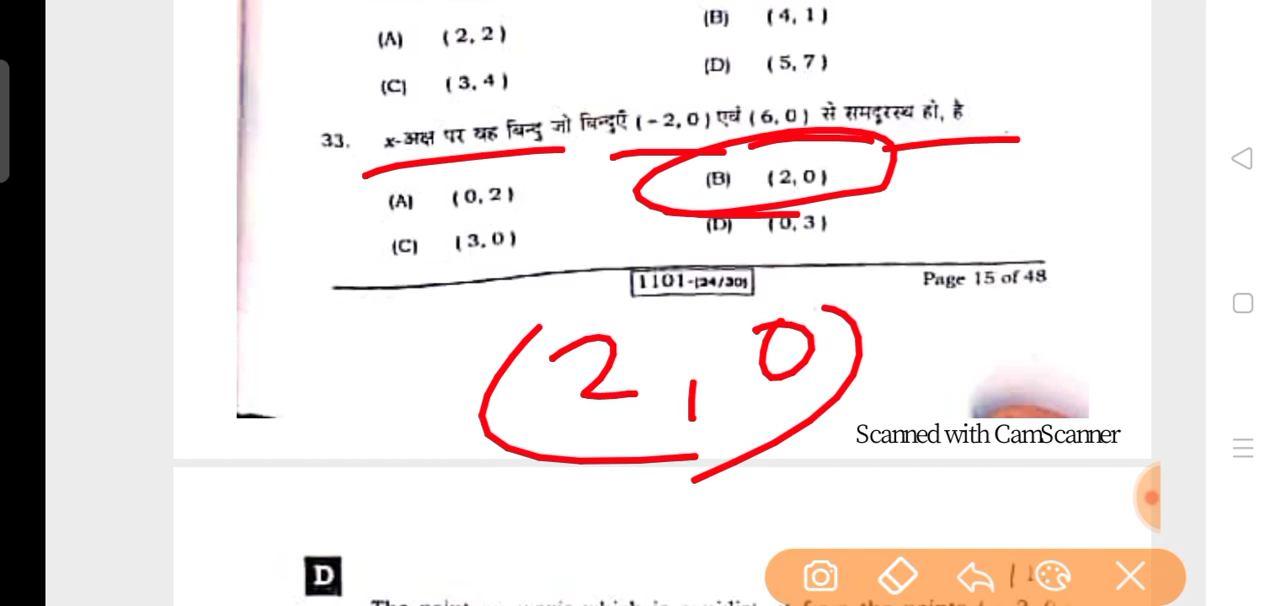 (A) (2, 2)
(B) (4, 1)
(C) (3, 4)
(D) (5, 7)
33. x-अक्ष पर वह बिन्दु जो बिन्दुएँ (-2, 0) एवं (6, 0) से समदूरस्थ हो, है
(A) (0, 2)
(B) (2, 0)
(C) (3, 0)
(D) (0, 3)
1101-(24/30)
Page 15 of 48
(2, 0)
Scanned with CamScanner
D